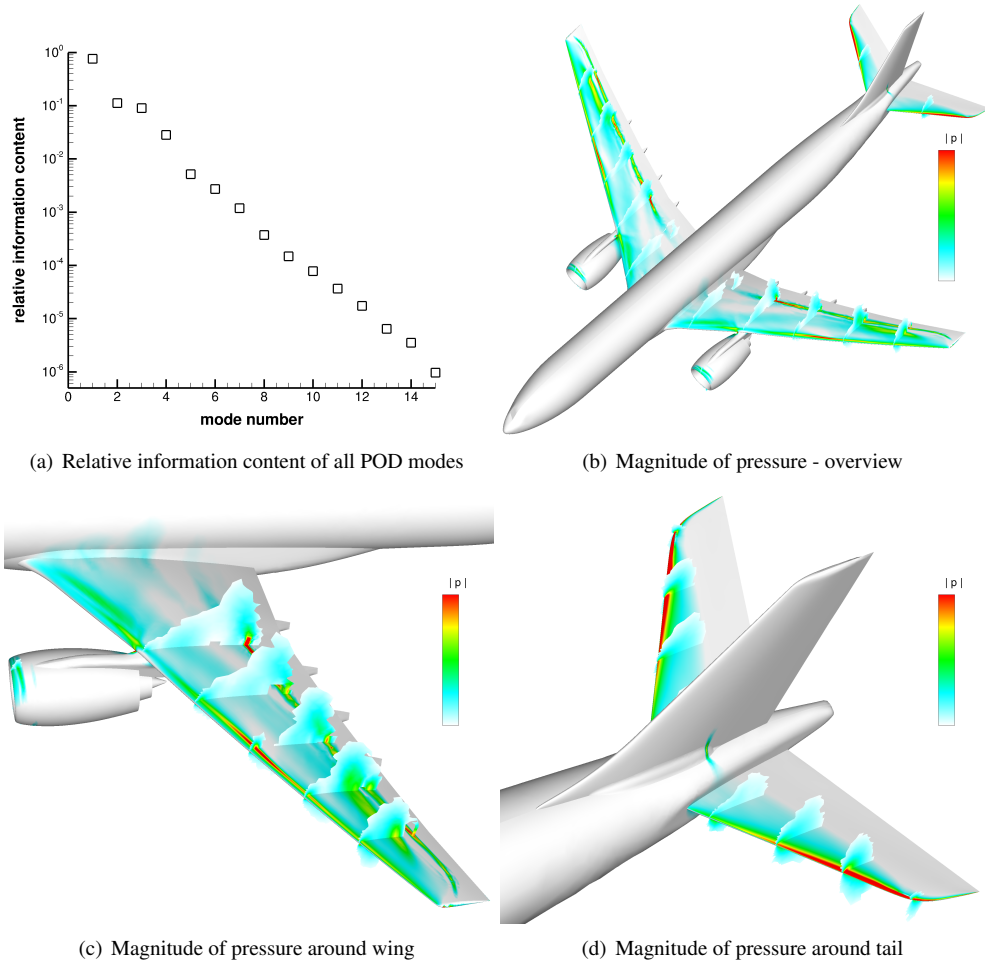 10^0
10^-1
10^-2
10^-3
10^-4
10^-5
10^-6
relative information content
0 2 4 6 8 10 12 14
mode number
| p |
(a) Relative information content of all POD modes
(b) Magnitude of pressure - overview
| p |
| p |
(c) Magnitude of pressure around wing
(d) Magnitude of pressure around tail